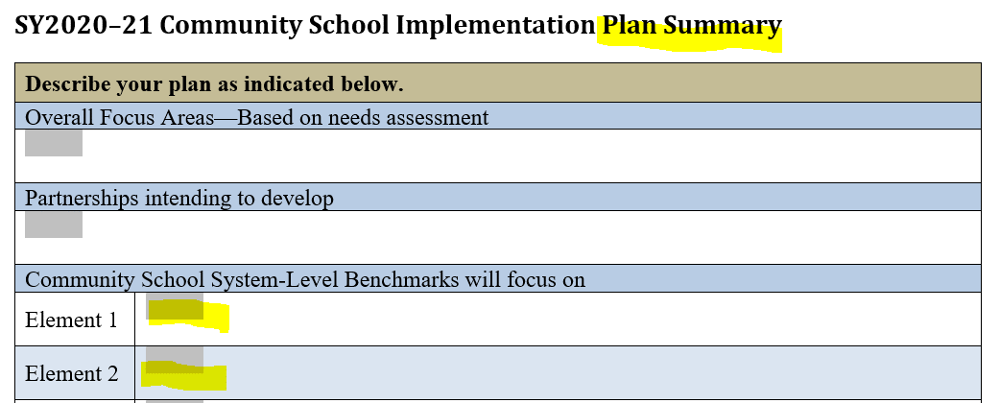 SY2020–21 Community School Implementation Plan Summary
Describe your plan as indicated below.
Overall Focus Areas—Based on needs assessment
Partnerships intending to develop
Community School System-Level Benchmarks will focus on
Element 1
Element 2